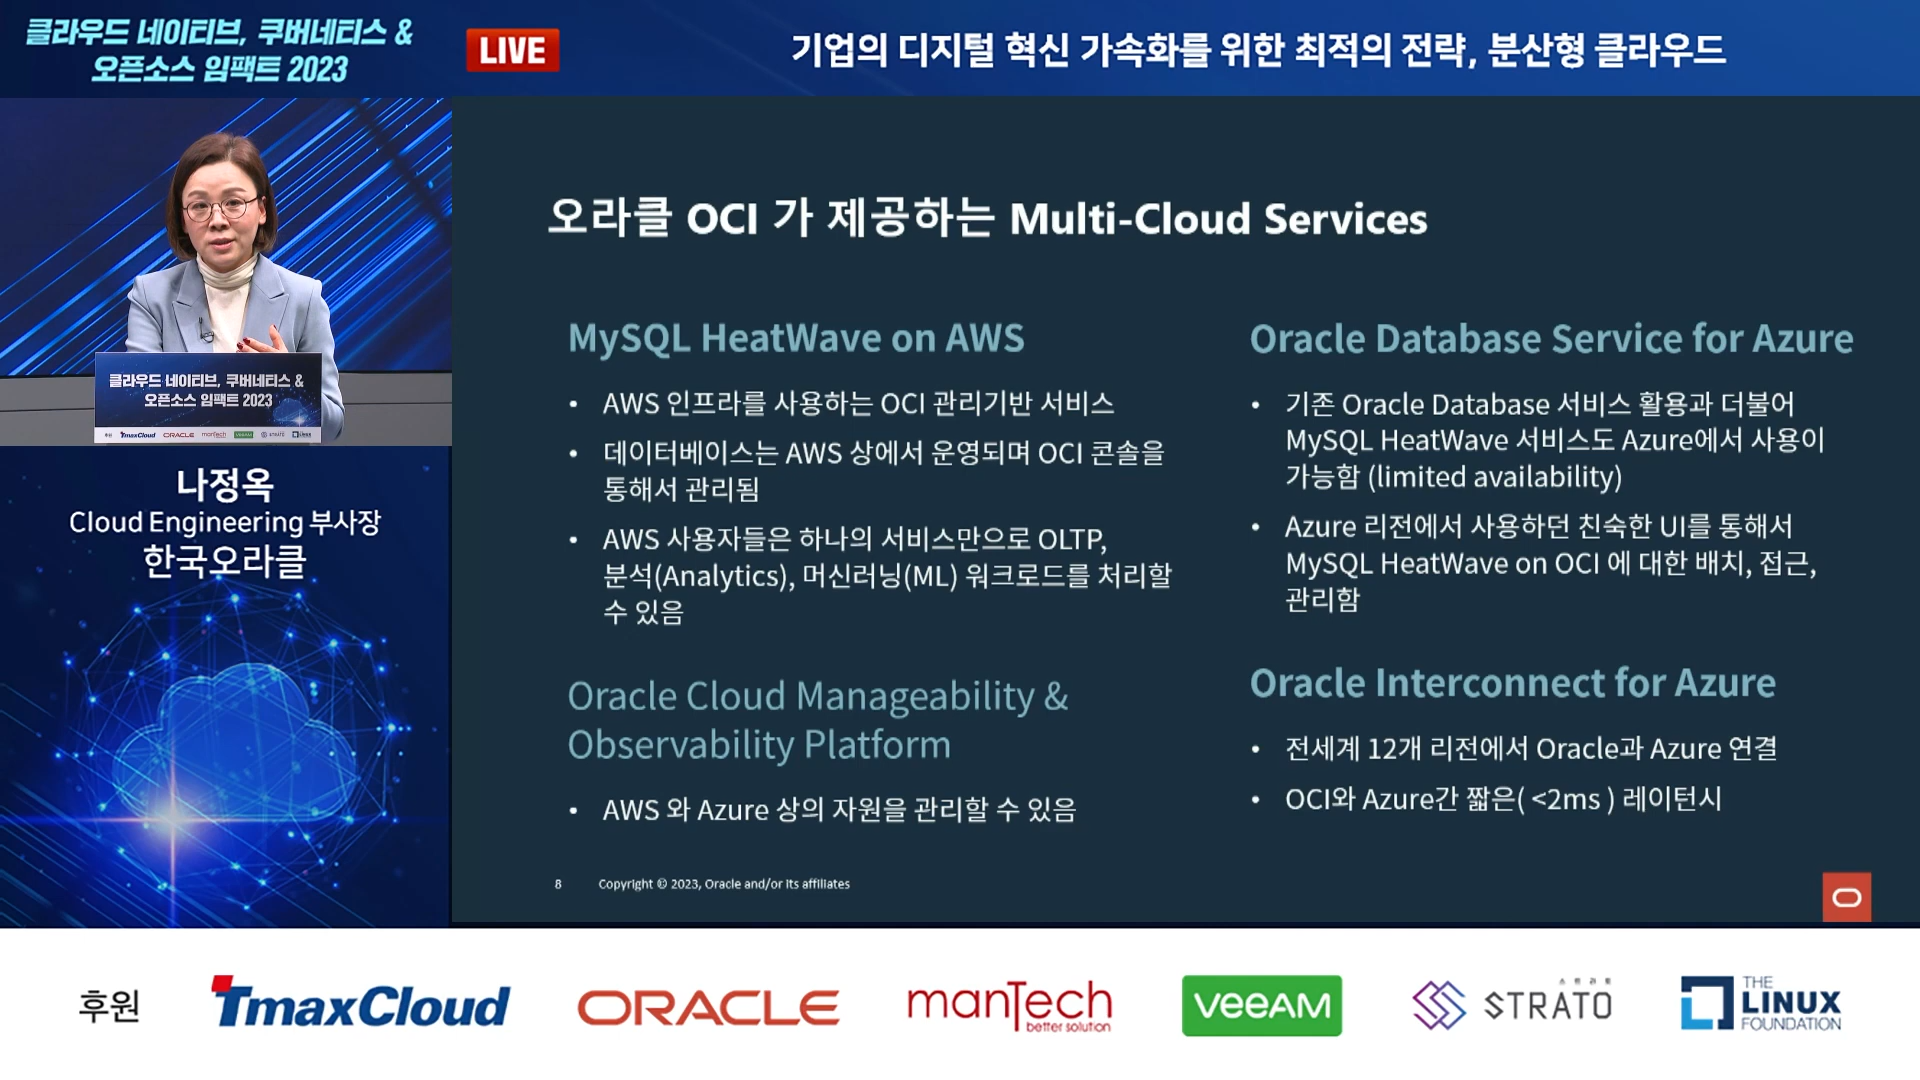 클라우드 네이티브, 쿠버네티스 &
오픈소스 임팩트 2023
LIVE
기업의 디지털 혁신 가속화를 위한 최적의 전략, 분산형 클라우드
클라우드 네이티브, 쿠버네티스 &
오픈소스 임팩트 2023
후원 TmaxCloud ORACLE manTech VEEAM STRATO THE LINUX FOUNDATION
나정옥
Cloud Engineering 부사장
한국오라클
오라클 OCI 가 제공하는 Multi-Cloud Services
MySQL HeatWave on AWS
• AWS 인프라를 사용하는 OCI 관리기반 서비스
• 데이터베이스는 AWS 상에서 운영되며 OCI 콘솔을
통해서 관리됨
• AWS 사용자들은 하나의 서비스만으로 OLTP,
분석(Analytics), 머신러닝(ML) 워크로드를 처리할
수 있음
Oracle Cloud Manageability &
Observability Platform
• AWS 와 Azure 상의 자원을 관리할 수 있음
Oracle Database Service for Azure
• 기존 Oracle Database 서비스 활용과 더불어
MySQL HeatWave 서비스도 Azure에서 사용이
가능함 (limited availability)
• Azure 리전에서 사용하던 친숙한 UI를 통해서
MySQL HeatWave on OCI 에 대한 배치, 접근,
관리함
Oracle Interconnect for Azure
• 전세계 12개 리전에서 Oracle과 Azure 연결
• OCI와 Azure간 짧은( <2ms ) 레이턴시
8 Copyright © 2023, Oracle and/or its affiliates
후원
TmaxCloud
ORACLE
manTech
better solution
veeAM
스트라토
STRATO
THE
LINUX
FOUNDATION